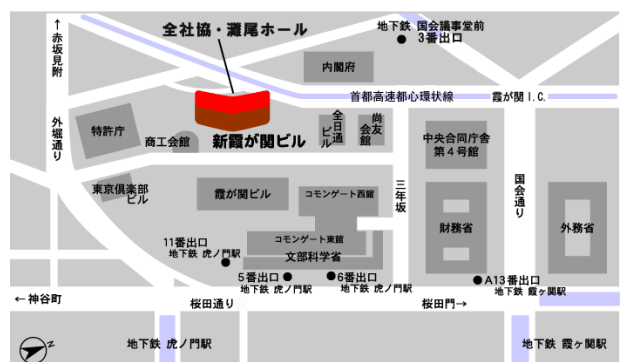 全社協・灘尾ホール
地下鉄 国会議事堂前
3番出口
←赤坂見附
内閣府
首都高速都心環状線
霞が関 I.C.
外堀通り
特許庁
商工会館
新霞が関ビル
全日通
ビル
尚友
会館
中央合同庁舎
第4号館
東京倶楽部
ビル
霞が関ビル
コモンゲート西館
三年坂
国会通り
財務省
外務省
コモンゲート東館
文部科学省
11番出口
地下鉄 虎ノ門駅
5番出口
地下鉄 虎ノ門駅
6番出口
地下鉄 虎ノ門駅
A13番出口
地下鉄 霞ヶ関駅
←神谷町
桜田通り
桜田門→
N
地下鉄 虎ノ門駅
地下鉄 霞ヶ関駅